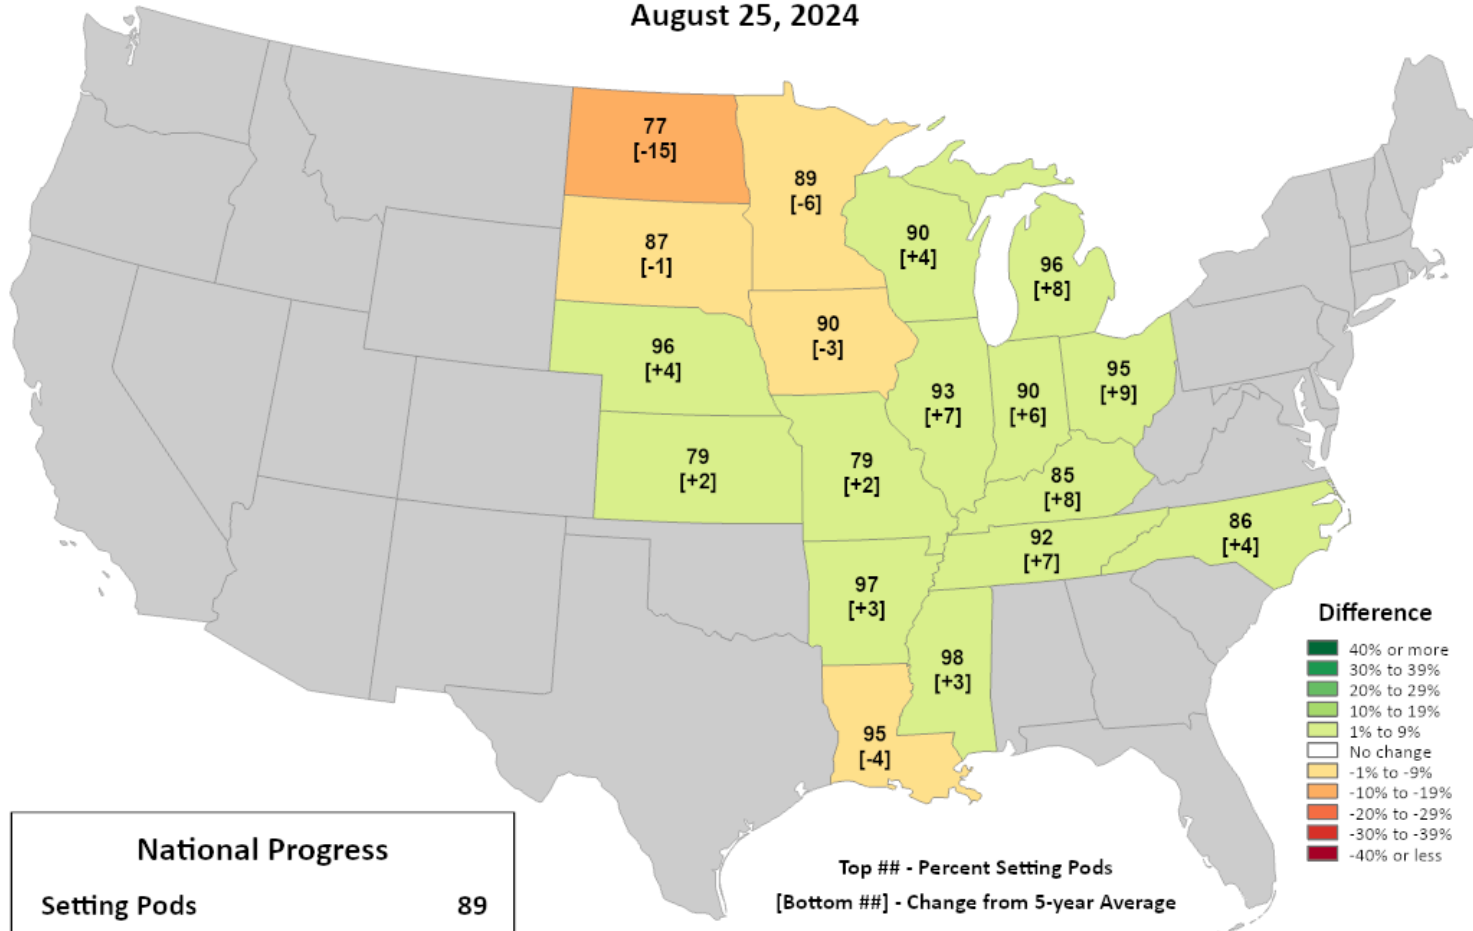 August 25, 2024
77
[-15]
89
[-6]
87
[-1]
90
[+4]
96
[+8]
90
[-3]
96
[+4]
95
[+9]
93
[+7]
90
[+6]
79
[+2]
79
[+2]
85
[+8]
86
[+4]
92
[+7]
97
[+3]
98
[+3]
95
[-4]
Difference
40% or more
30% to 39%
20% to 29%
10% to 19%
1% to 9%
No change
-1% to -9%
-10% to -19%
-20% to -29%
-30% to -39%
-40% or less
National Progress
Setting Pods 89
Top ## - Percent Setting Pods
[Bottom ##] - Change from 5-year Average